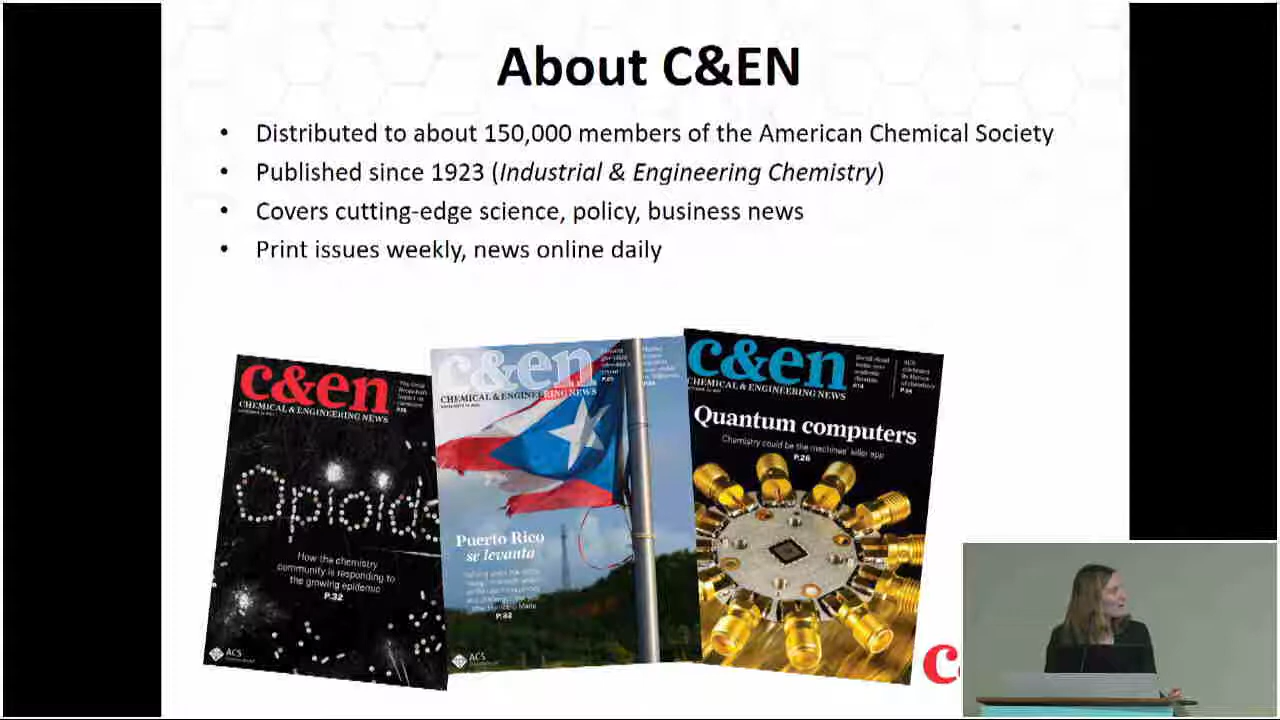 About C&EN
• Distributed to about 150,000 members of the American Chemical Society
• Published since 1923 (Industrial & Engineering Chemistry)
• Covers cutting-edge science, policy, business news
• Print issues weekly, news online daily
c&en
CHEMICAL & ENGINEERING NEWS
Opioids
How the chemistry
community is responding to
the growing epidemic
P.32
ACS
c&en
CHEMICAL & ENGINEERING NEWS
Puerto Rico
se levanta
ACS
c&en
CHEMICAL & ENGINEERING NEWS
Quantum computers
Chemistry could be the machines' killer app
P.26
c